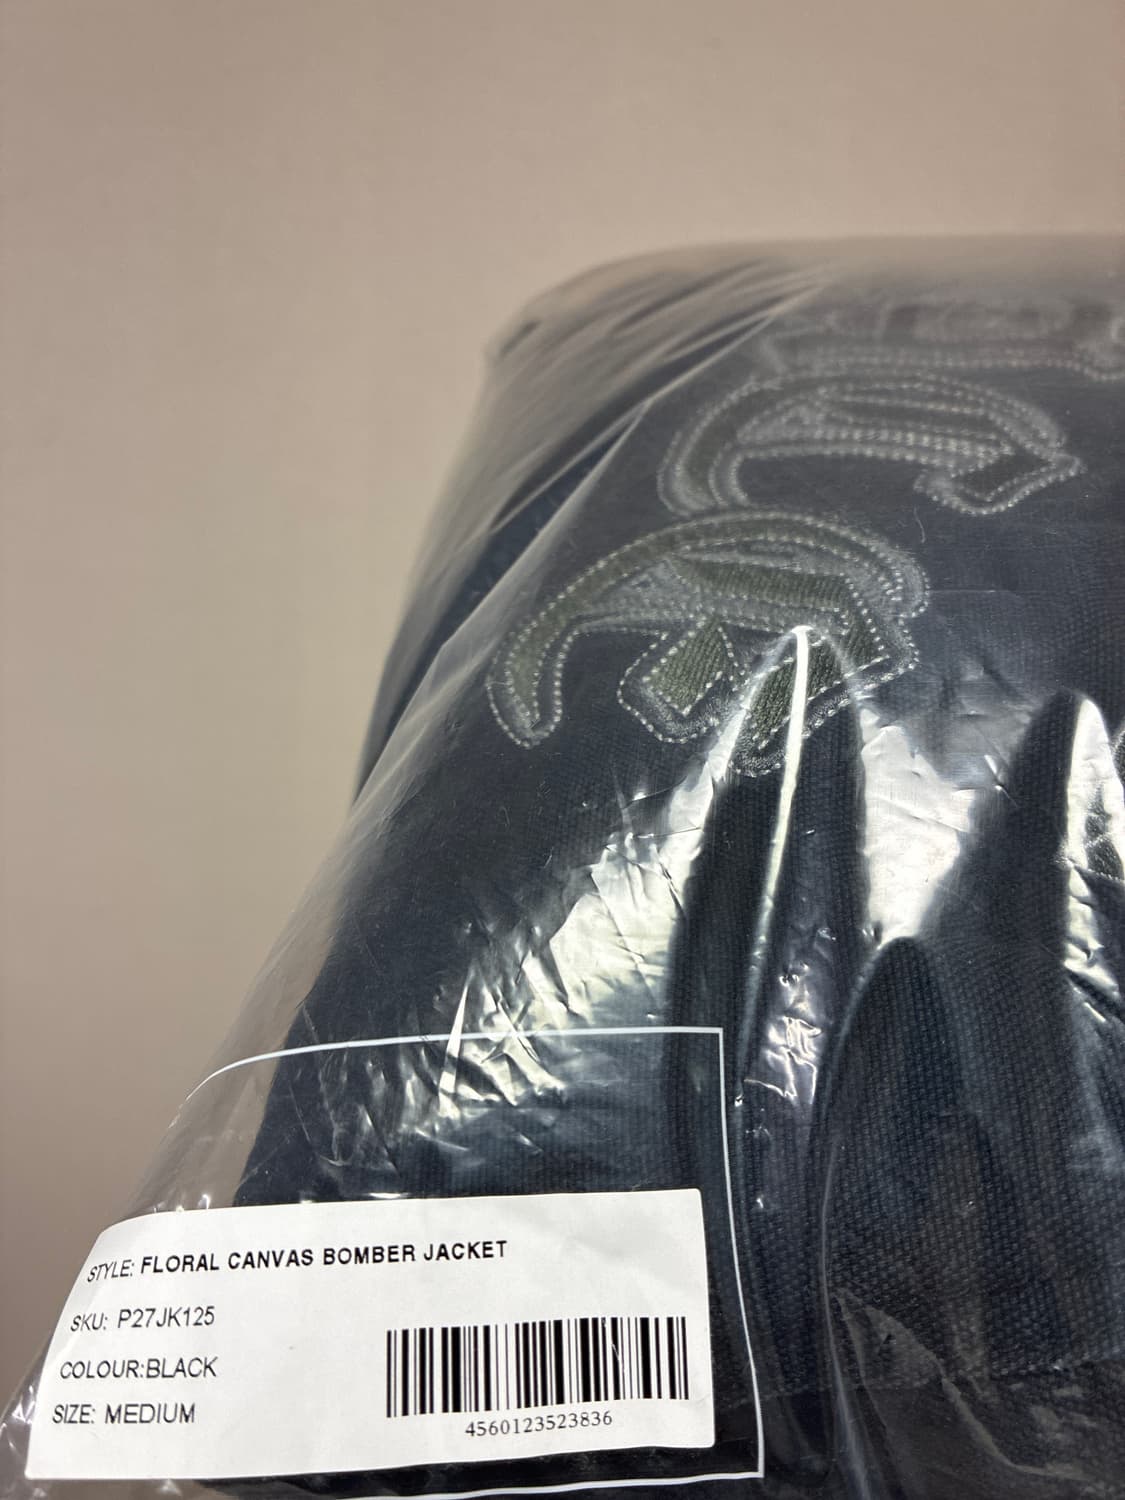 STYLE: FLORAL CANVAS BOMBER JACKET
SKU: P27JK125
COLOUR:BLACK
SIZE: MEDIUM
4560123523836